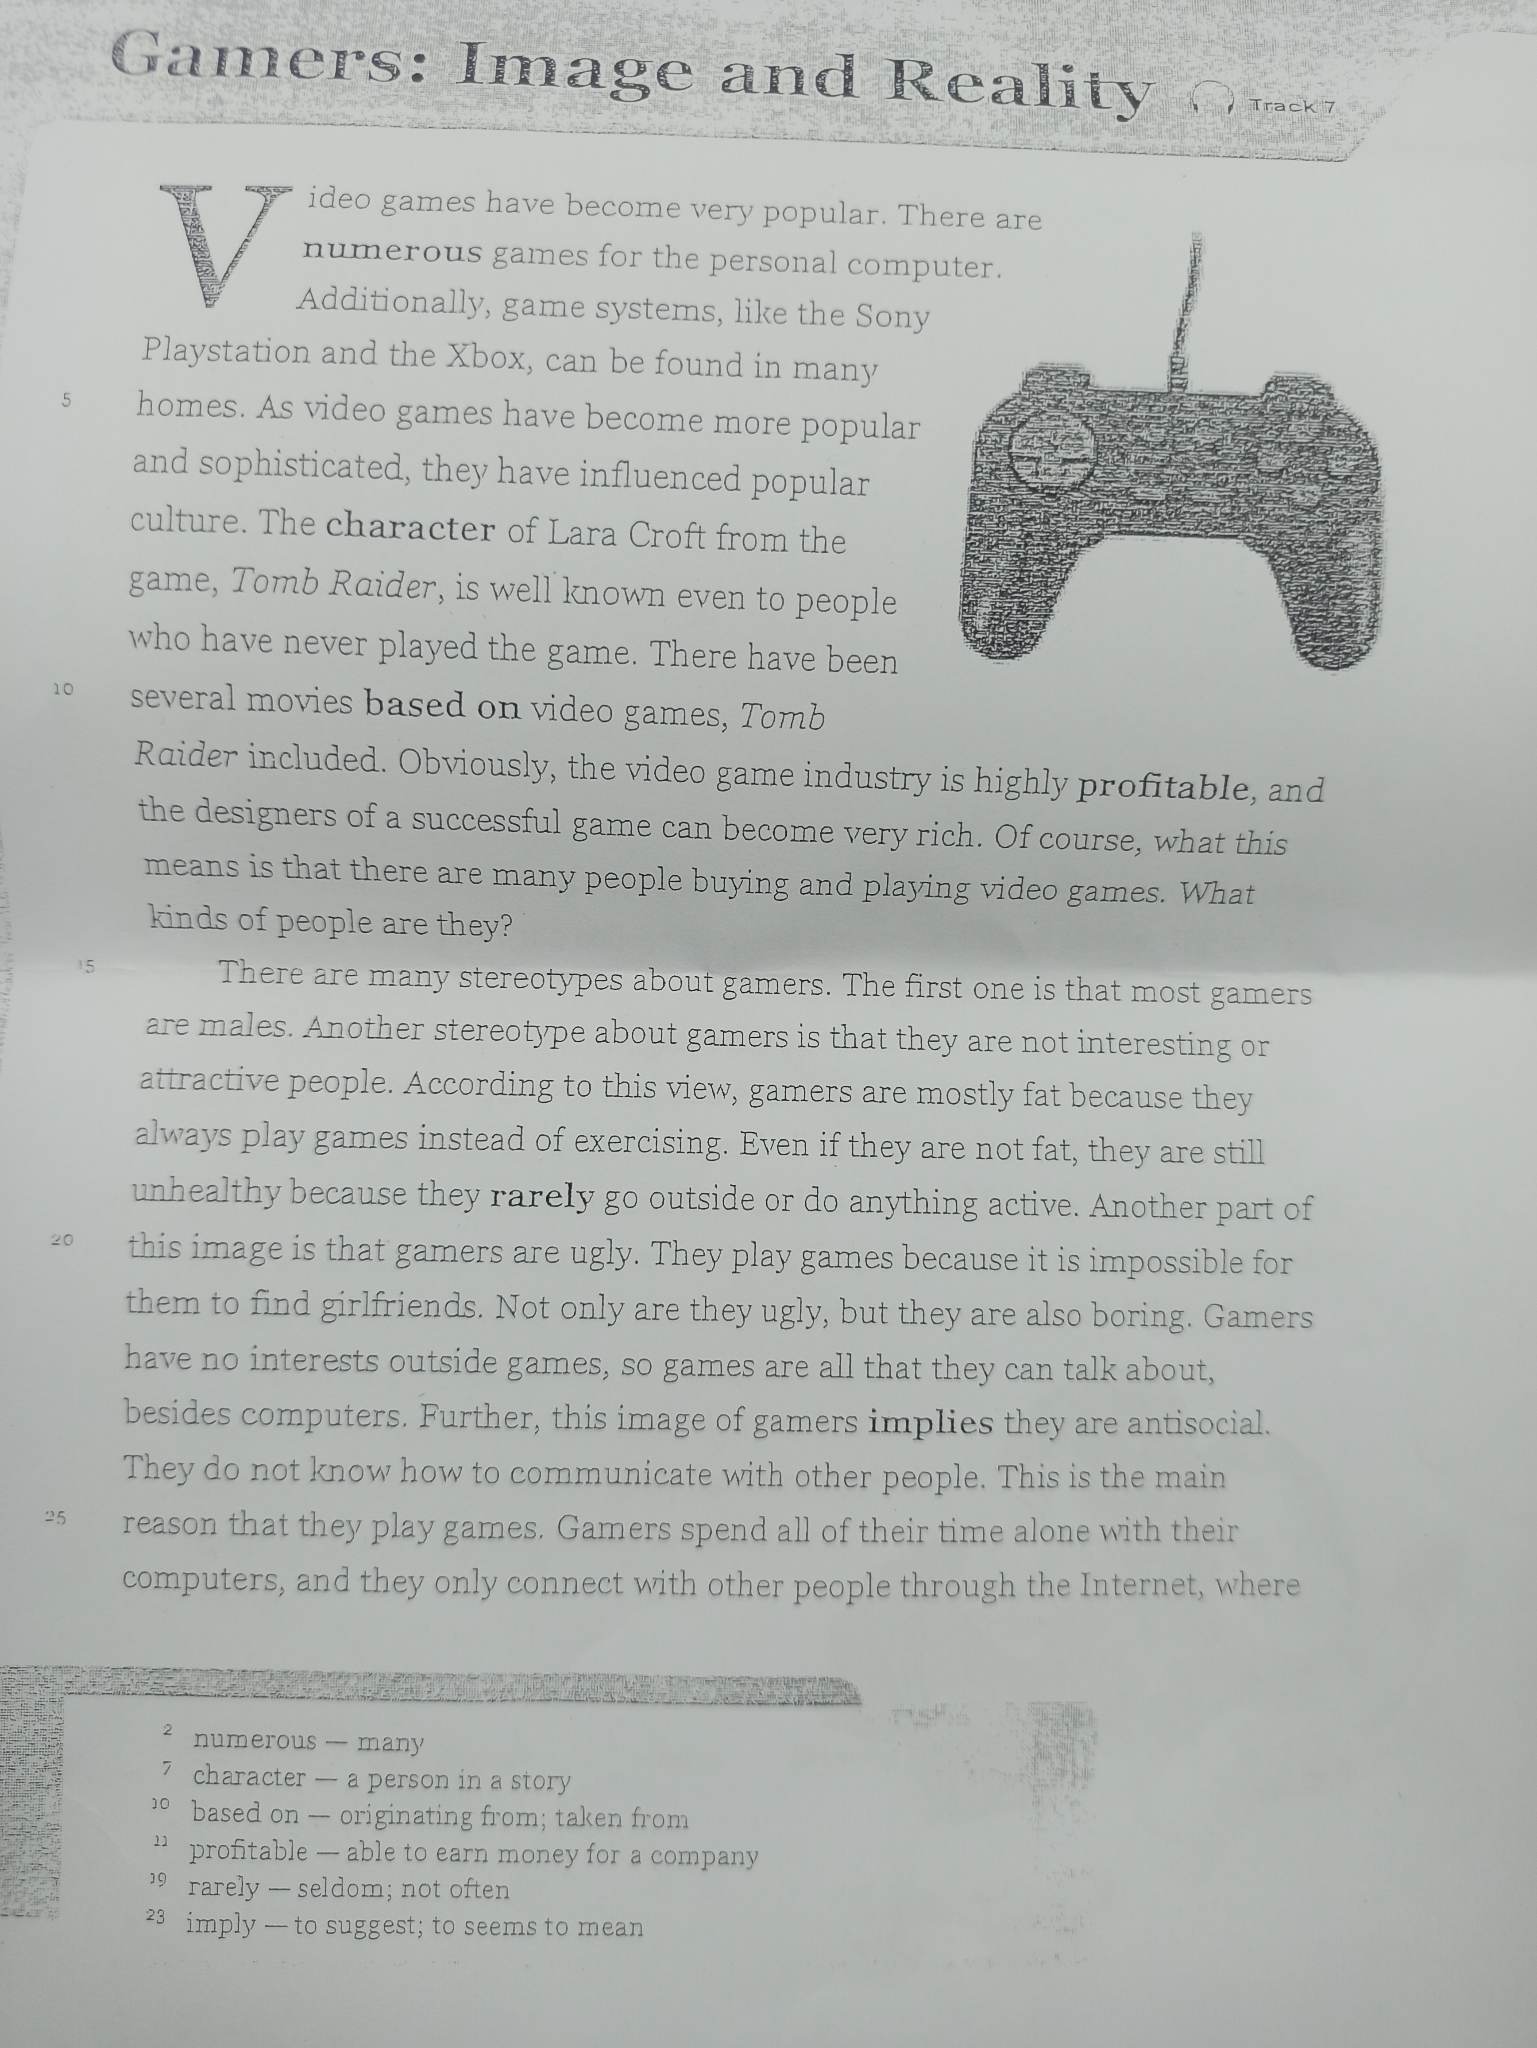 Gamers: Image and Reality
Track 7
Video games have become very popular. There are
numerous games for the personal computer.
Additionally, game systems, like the Sony
Playstation and the Xbox, can be found in many
5 homes. As video games have become more popular
and sophisticated, they have influenced popular
culture. The character of Lara Croft from the
game, Tomb Raider, is well known even to people
who have never played the game. There have been
10 several movies based on video games, Tomb
Raider included. Obviously, the video game industry is highly profitable, and
the designers of a successful game can become very rich. Of course, what this
means is that there are many people buying and playing video games. What
kinds of people are they?
15 There are many stereotypes about gamers. The first one is that most gamers
are males. Another stereotype about gamers is that they are not interesting or
attractive people. According to this view, gamers are mostly fat because they
always play games instead of exercising. Even if they are not fat, they are still
unhealthy because they rarely go outside or do anything active. Another part of
20 this image is that gamers are ugly. They play games because it is impossible for
them to find girlfriends. Not only are they ugly, but they are also boring. Gamers
have no interests outside games, so games are all that they can talk about,
besides computers. Further, this image of gamers implies they are antisocial.
They do not know how to communicate with other people. This is the main
25 reason that they play games. Gamers spend all of their time alone with their
computers, and they only connect with other people through the Internet, where
2 numerous — many
7 character — a person in a story
10 based on — originating from; taken from
11 profitable — able to earn money for a company
19 rarely — seldom; not often
23 imply — to suggest; to seems to mean